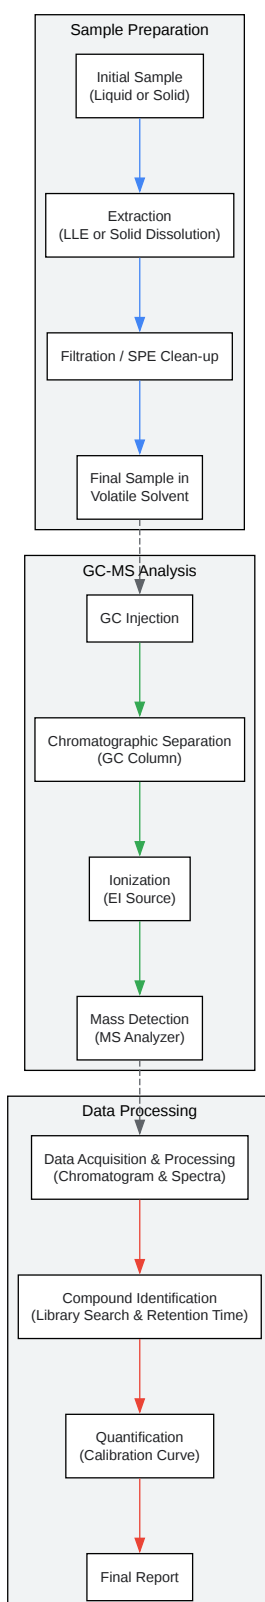 Sample Preparation
Initial Sample
(Liquid or Solid)
Extraction
(LLE or Solid Dissolution)
Filtration / SPE Clean-up
Final Sample in
Volatile Solvent
GC-MS Analysis
GC Injection
Chromatographic Separation
(GC Column)
Ionization
(EI Source)
Mass Detection
(MS Analyzer)
Data Processing
Data Acquisition & Processing
(Chromatogram & Spectra)
Compound Identification
(Library Search & Retention Time)
Quantification
(Calibration Curve)
Final Report